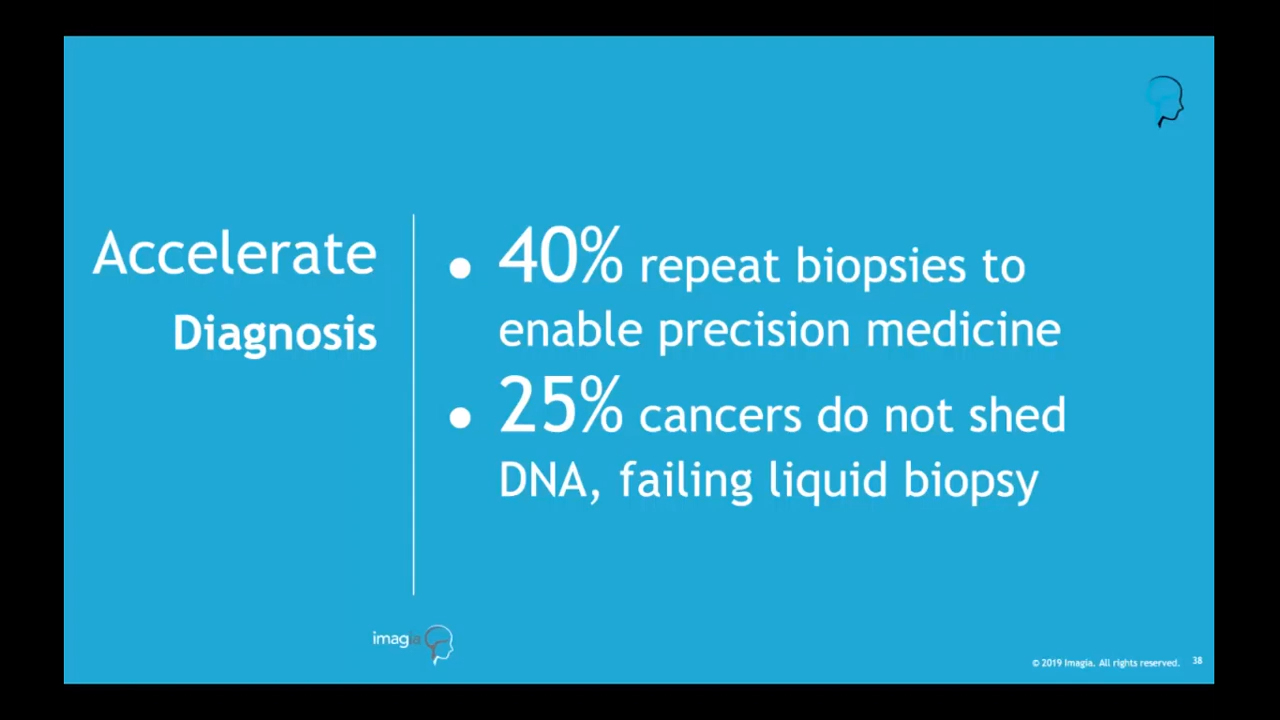 Accelerate
Diagnosis
• 40% repeat biopsies to
enable precision medicine
• 25% cancers do not shed
DNA, failing liquid biopsy
imagia
© 2019 Imagia. All rights reserved. 38